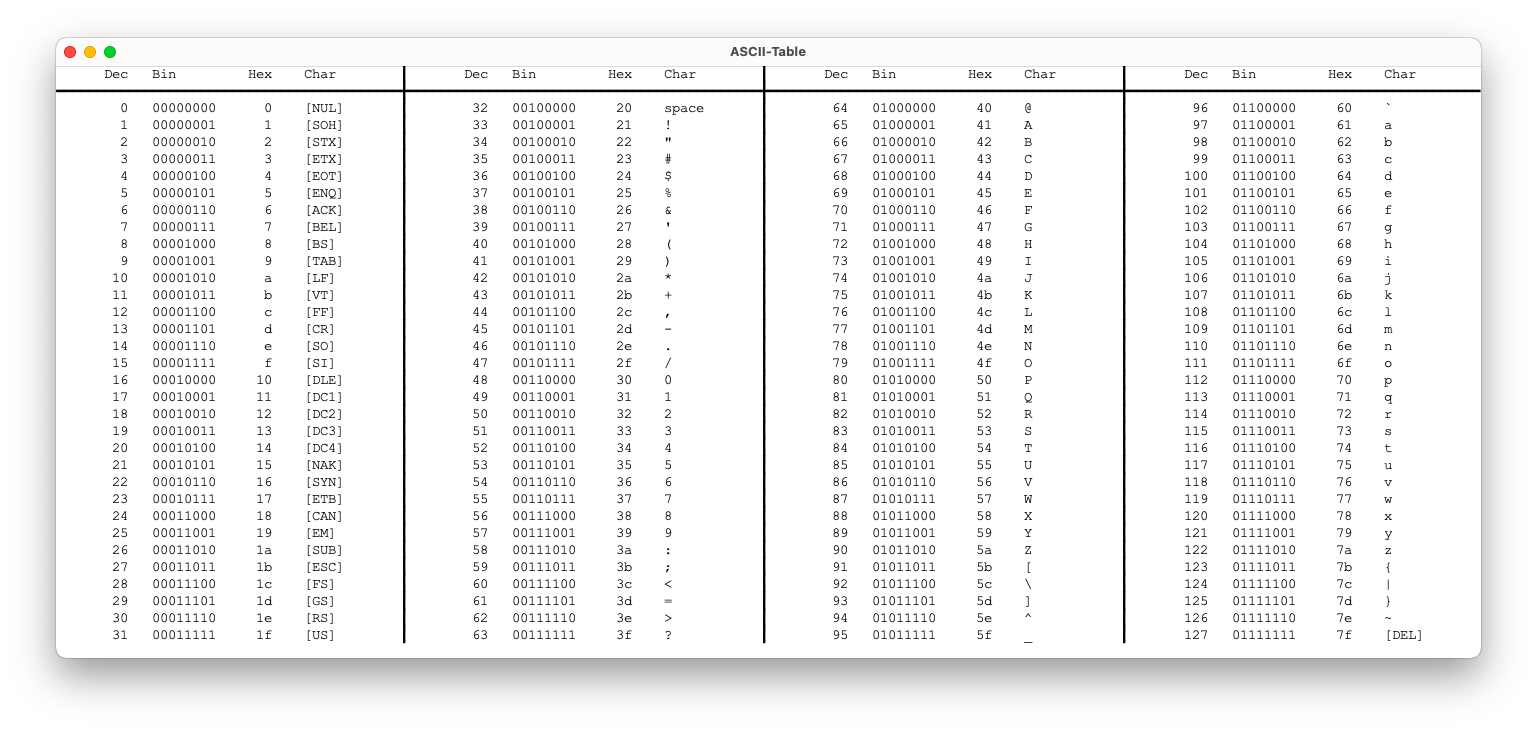 ASCII-Table
Dec Bin Hex Char Dec Bin Hex Char Dec Bin Hex Char Dec Bin Hex Char
0 00000000 0 [NUL] 32 00100000 20 space 64 01000000 40 @ 96 01100000 60 `
1 00000001 1 [SOH] 33 00100001 21 ! 65 01000001 41 A 97 01100001 61 a
2 00000010 2 [STX] 34 00100010 22 " 66 01000010 42 B 98 01100010 62 b
3 00000011 3 [ETX] 35 00100011 23 # 67 01000011 43 C 99 01100011 63 c
4 00000100 4 [EOT] 36 00100100 24 $ 68 01000100 44 D 100 01100100 64 d
5 00000101 5 [ENQ] 37 00100101 25 % 69 01000101 45 E 101 01100101 65 e
6 00000110 6 [ACK] 38 00100110 26 & 70 01000110 46 F 102 01100110 66 f
7 00000111 7 [BEL] 39 00100111 27 ' 71 01000111 47 G 103 01100111 67 g
8 00001000 8 [BS] 40 00101000 28 ( 72 01001000 48 H 104 01101000 68 h
9 00001001 9 [TAB] 41 00101001 29 ) 73 01001001 49 I 105 01101001 69 i
10 00001010 a [LF] 42 00101010 2a * 74 01001010 4a J 106 01101010 6a j
11 00001011 b [VT] 43 00101011 2b + 75 01001011 4b K 107 01101011 6b k
12 00001100 c [FF] 44 00101100 2c , 76 01001100 4c L 108 01101100 6c l
13 00001101 d [CR] 45 00101101 2d - 77 01001101 4d M 109 01101101 6d m
14 00001110 e [SO] 46 00101110 2e . 78 01001110 4e N 110 01101110 6e n
15 00001111 f [SI] 47 00101111 2f / 79 01001111 4f O 111 01101111 6f o
16 00010000 10 [DLE] 48 00110000 30 0 80 01010000 50 P 112 01110000 70 p
17 00010001 11 [DC1] 49 00110001 31 1 81 01010001 51 Q 113 01110001 71 q
18 00010010 12 [DC2] 50 00110010 32 2 82 01010010 52 R 114 01110010 72 r
19 00010011 13 [DC3] 51 00110011 33 3 83 01010011 53 S 115 01110011 73 s
20 00010100 14 [DC4] 52 00110100 34 4 84 01010100 54 T 116 01110100 74 t
21 00010101 15 [NAK] 53 00110101 35 5 85 01010101 55 U 117 01110101 75 u
22 00010110 16 [SYN] 54 00110110 36 6 86 01010110 56 V 118 01110110 76 v
23 00010111 17 [ETB] 55 00110111 37 7 87 01010111 57 W 119 01110111 77 w
24 00011000 18 [CAN] 56 00111000 38 8 88 01011000 58 X 120 01111000 78 x
25 00011001 19 [EM] 57 00111001 39 9 89 01011001 59 Y 121 01111001 79 y
26 00011010 1a [SUB] 58 00111010 3a : 90 01011010 5a Z 122 01111010 7a z
27 00011011 1b [ESC] 59 00111011 3b ; 91 01011011 5b [ 123 01111011 7b {
28 00011100 1c [FS] 60 00111100 3c < 92 01011100 5c \ 124 01111100 7c |
29 00011101 1d [GS] 61 00111101 3d = 93 01011101 5d ] 125 01111101 7d }
30 00011110 1e [RS] 62 00111110 3e > 94 01011110 5e ^ 126 01111110 7e ~
31 00011111 1f [US] 63 00111111 3f ? 95 01011111 5f _ 127 01111111 7f [DEL]